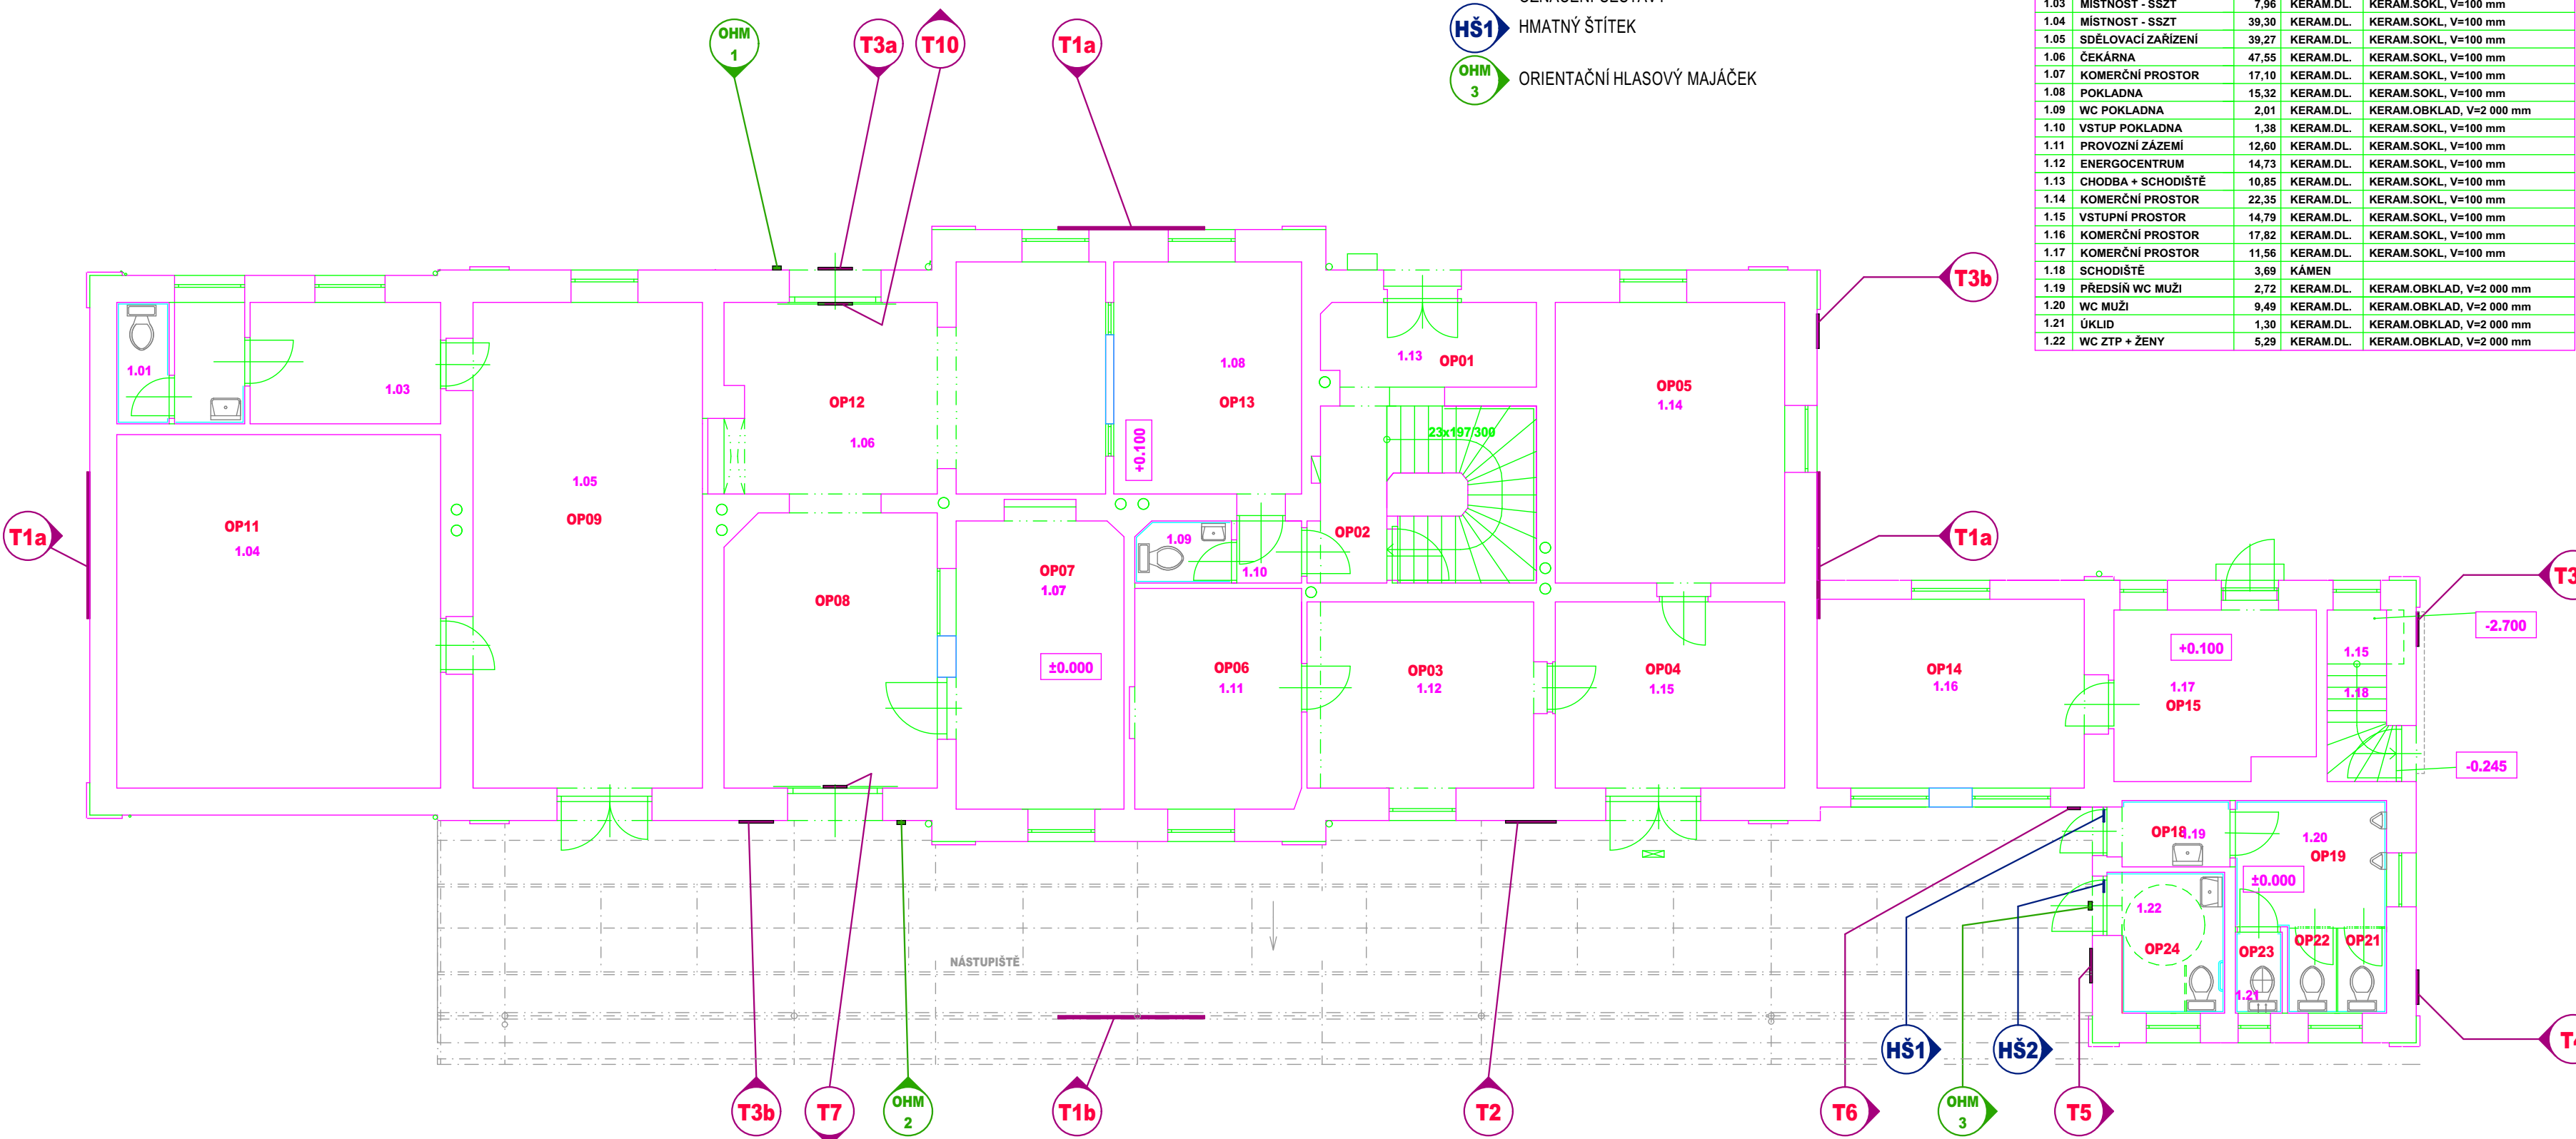 HŠ1 HMATNÝ ŠTÍTEK
OHM 3 ORIENTAČNÍ HLASOVÝ MAJÁČEK
1.03 MÍSTNOST - SSZT 7,96 KERAM.DL. KERAM.SOKL, V=100 mm
1.04 MÍSTNOST - SSZT 39,30 KERAM.DL. KERAM.SOKL, V=100 mm
1.05 SDĚLOVACÍ ZAŘÍZENÍ 39,27 KERAM.DL. KERAM.SOKL, V=100 mm
1.06 ČEKÁRNA 47,55 KERAM.DL. KERAM.SOKL, V=100 mm
1.07 KOMERČNÍ PROSTOR 17,10 KERAM.DL. KERAM.SOKL, V=100 mm
1.08 POKLADNA 15,32 KERAM.DL. KERAM.SOKL, V=100 mm
1.09 WC POKLADNA 2,01 KERAM.DL. KERAM.OBKLAD, V=2 000 mm
1.10 VSTUP POKLADNA 1,38 KERAM.DL. KERAM.SOKL, V=100 mm
1.11 PROVOZNÍ ZÁZEMÍ 12,60 KERAM.DL. KERAM.SOKL, V=100 mm
1.12 ENERGOCENTRUM 14,73 KERAM.DL. KERAM.SOKL, V=100 mm
1.13 CHODBA + SCHODIŠTĚ 10,85 KERAM.DL. KERAM.SOKL, V=100 mm
1.14 KOMERČNÍ PROSTOR 22,35 KERAM.DL. KERAM.SOKL, V=100 mm
1.15 VSTUPNÍ PROSTOR 14,79 KERAM.DL. KERAM.SOKL, V=100 mm
1.16 KOMERČNÍ PROSTOR 17,82 KERAM.DL. KERAM.SOKL, V=100 mm
1.17 KOMERČNÍ PROSTOR 11,56 KERAM.DL. KERAM.SOKL, V=100 mm
1.18 SCHODIŠTĚ 3,69 KÁMEN
1.19 PŘEDSÍŇ WC MUŽI 2,72 KERAM.DL. KERAM.OBKLAD, V=2 000 mm
1.20 WC MUŽI 9,49 KERAM.DL. KERAM.OBKLAD, V=2 000 mm
1.21 ÚKLID 1,30 KERAM.DL. KERAM.OBKLAD, V=2 000 mm
1.22 WC ZTP + ŽENY 5,29 KERAM.DL. KERAM.OBKLAD, V=2 000 mm
OHM 1
T3a
T10
T1a
T3b
1.01
1.03
1.05
OP09
OP11
1.04
T1a
OP12
1.06
1.08
OP13
+0.100
1.13
OP01
23x197/300
OP02
OP05
1.14
T1a
1.09
1.10
OP07
1.07
±0.000
OP08
OP06
1.11
OP03
1.12
OP04
1.15
OP14
1.16
+0.100
1.17
OP15
1.15
1.18
-2.700
-0.245
OP18
1.19
1.20
OP19
±0.000
1.22
OP24
OP23
1.21
OP22
OP21
NÁSTUPIŠTĚ
HŠ1
HŠ2
T3b
T7
OHM 2
T1b
T2
T6
OHM 3
T5